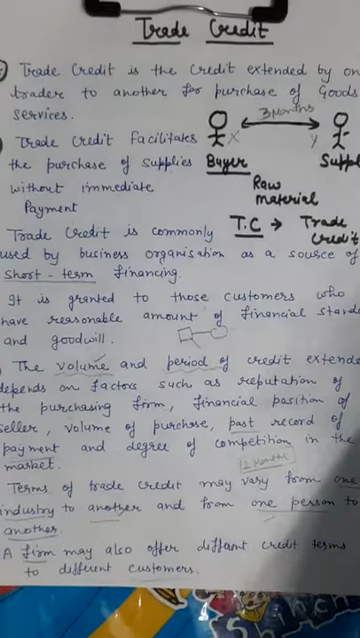 Trade Credit
Trade Credit is the credit extended by on
trader to another for purchase of Goods
Services.
3 Months
Trade Credit Facilitates
X
Y
the purchase of Supplies
Buyer
Suppl
without immediate
Raw
Material
Payment
T.C → Trade
Credit
Trade Credit is commonly
used by business organisation as a source of
Short-term financing.
It is granted to those customers who
have reasonable amount of financial stand
and goodwill.
The volume and period of credit extende
depends on factors such as reputation of
the purchasing firm, financial position of
seller, volume of purchase, past record of
payment and degree of competition in the
market.
12 Months
Terms of trade credit may vary from one
industry to another and from one person to
another.
A firm may also offer different credit terms
to different customers.